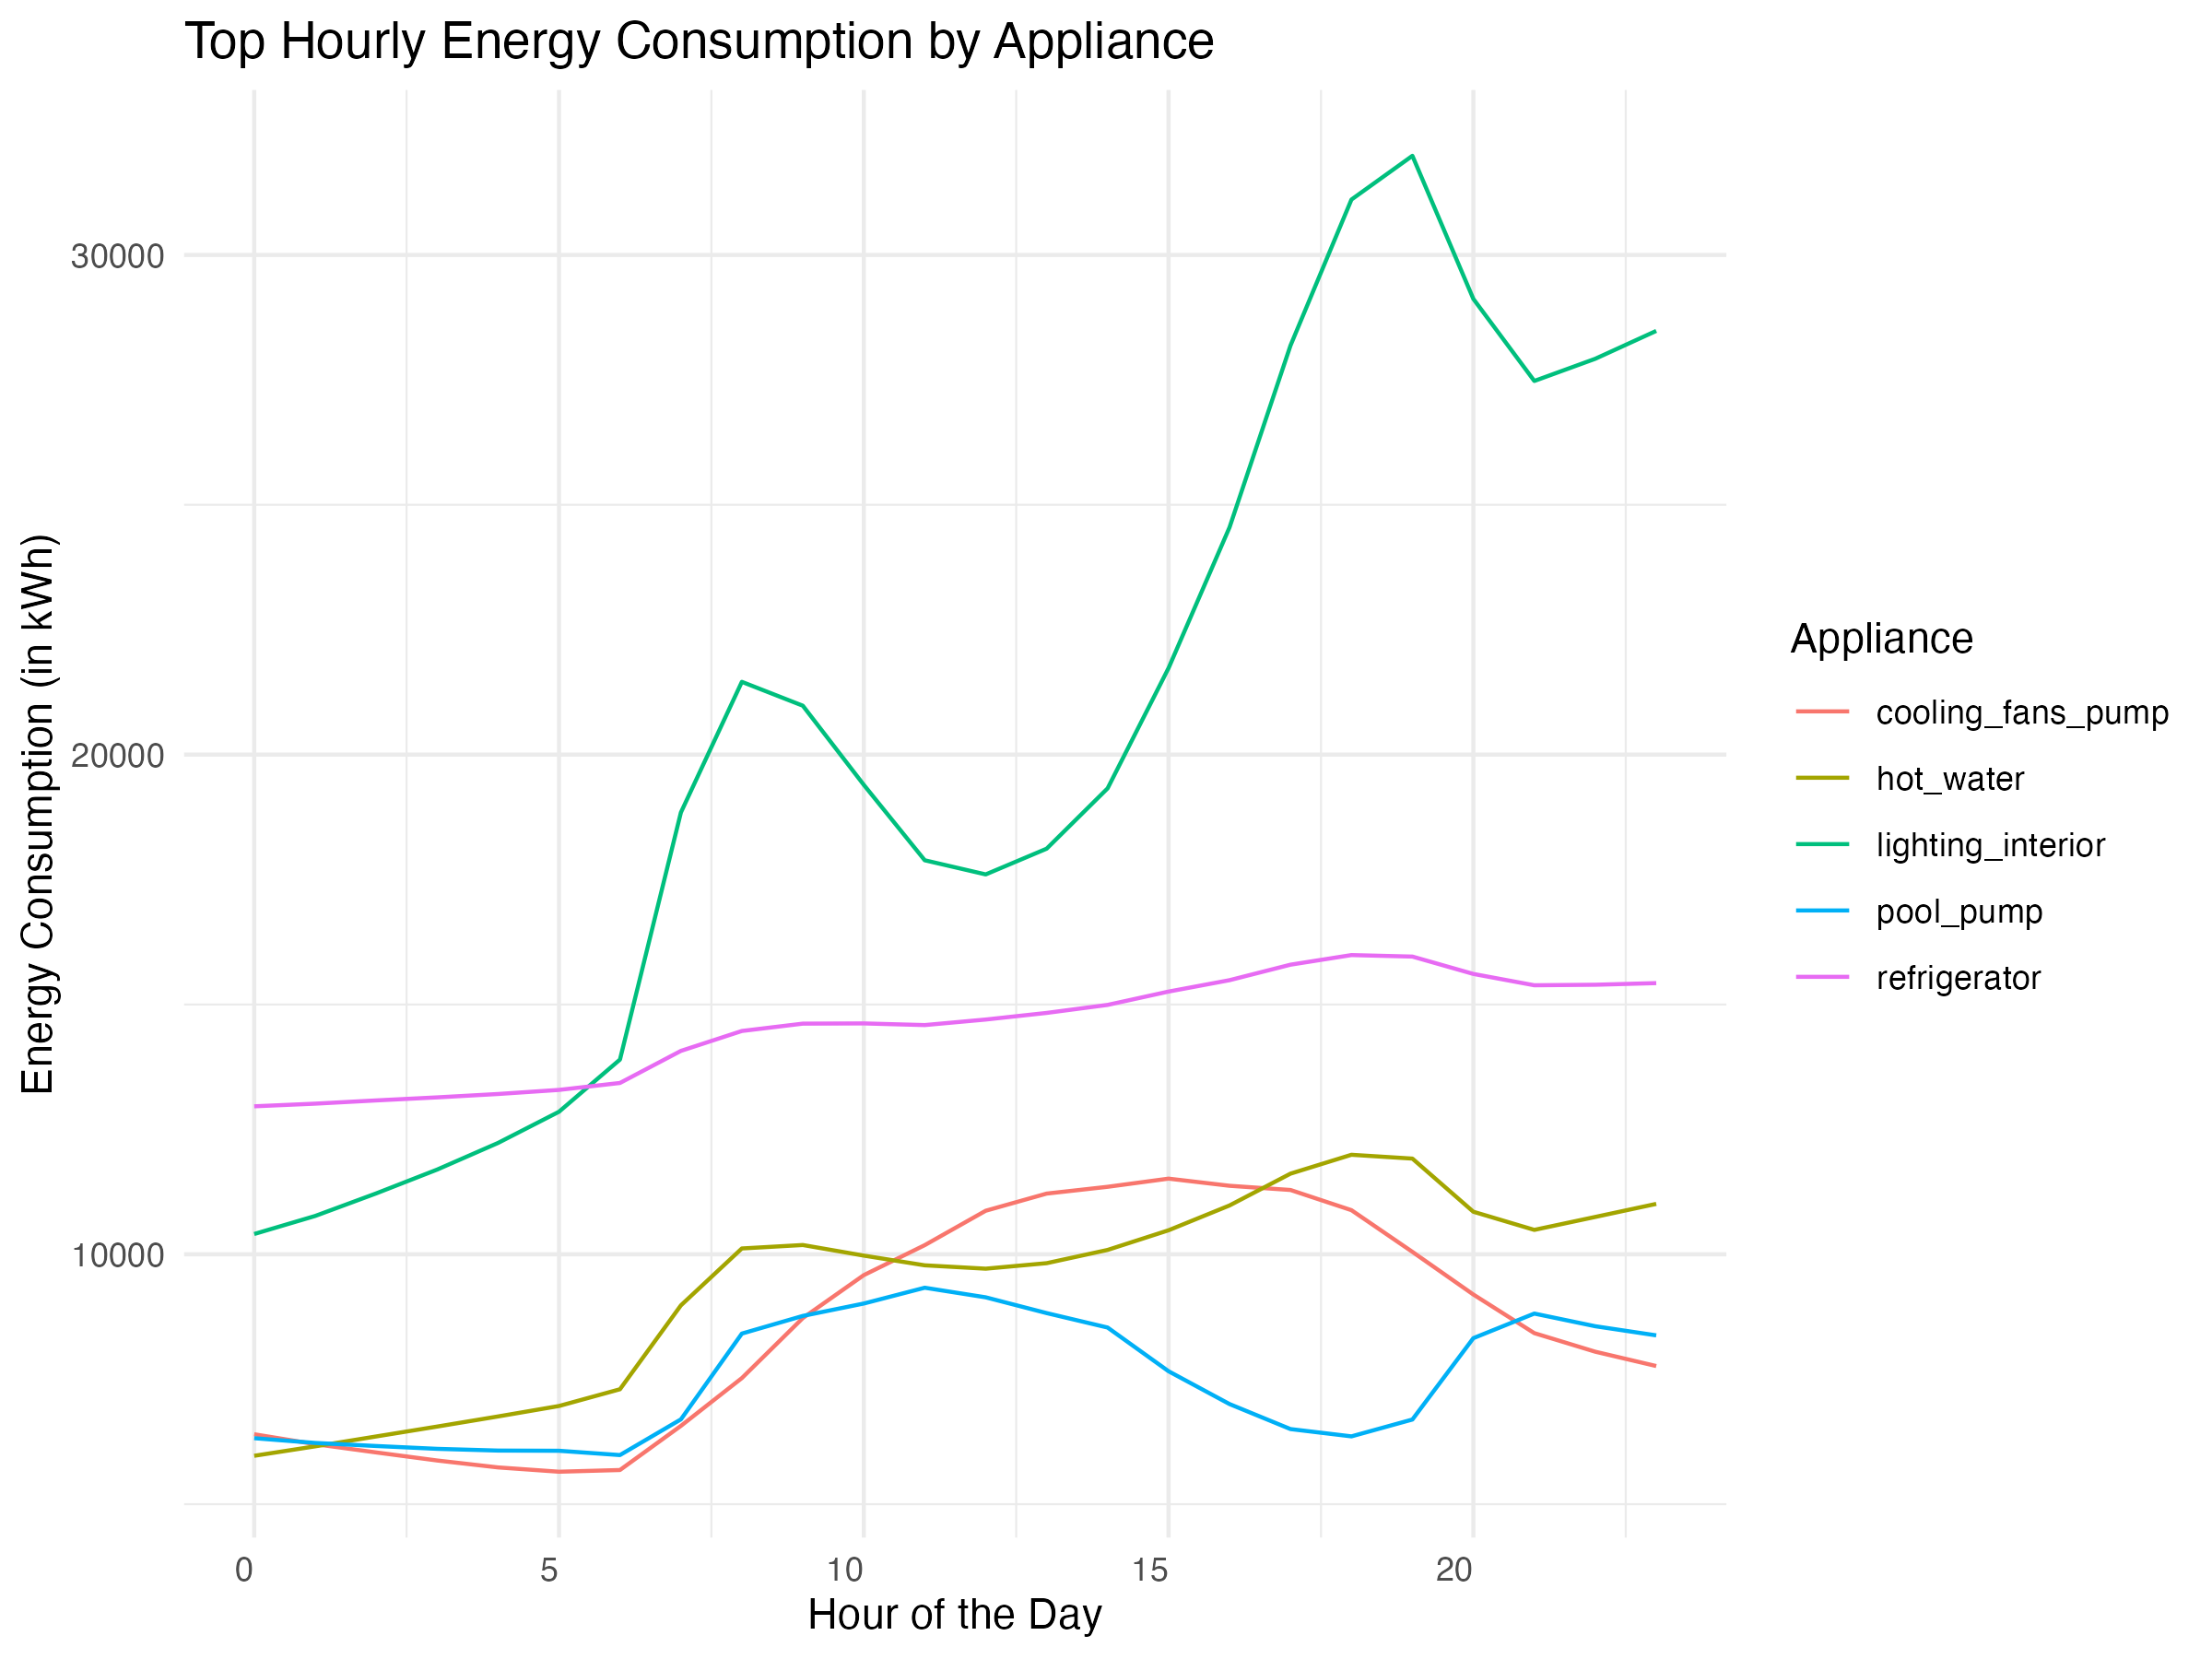 Top Hourly Energy Consumption by Appliance
Energy Consumption (in kWh)
30000
20000
10000
0 5 10 15 20
Hour of the Day
Appliance
cooling_fans_pump
hot_water
lighting_interior
pool_pump
refrigerator